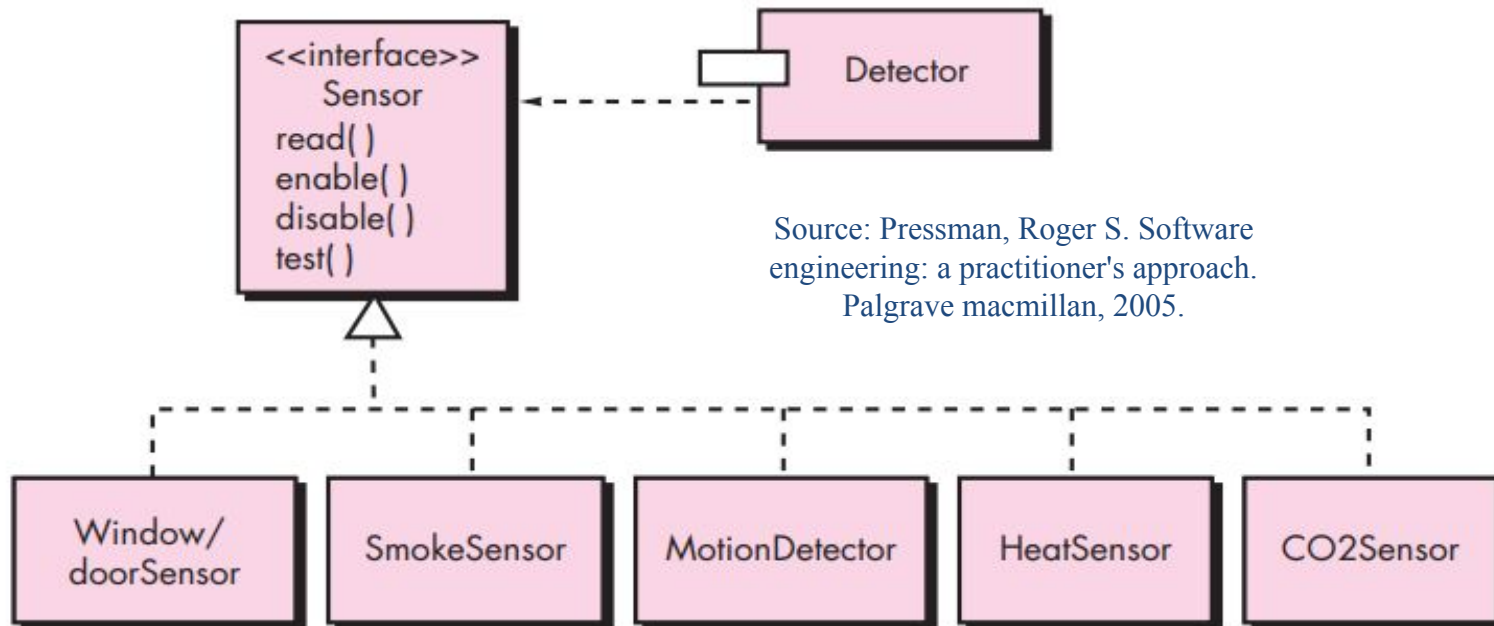 <<interface>>
Sensor
read( )
enable( )
disable( )
test( )
Detector
Source: Pressman, Roger S. Software
engineering: a practitioner's approach.
Palgrave macmillan, 2005.
Window/
doorSensor
SmokeSensor
MotionDetector
HeatSensor
CO2Sensor